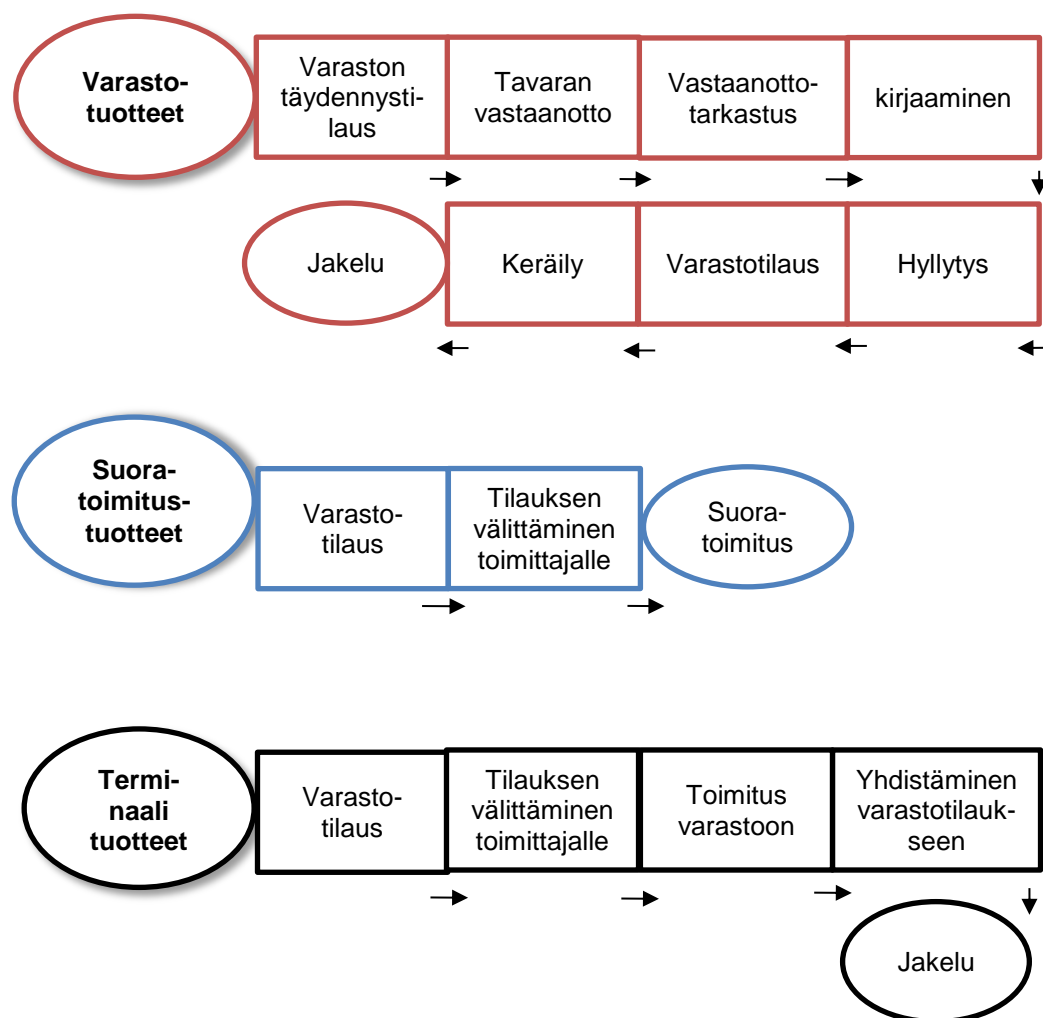 Varasto-
tuotteet
Varaston
täydennysti-
laus
Tavaran
vastaanotto
Vastaanotto-
tarkastus
kirjaaminen
Jakelu
Keräily
Varastotilaus
Hyllytys
Suora-
toimitus-
tuotteet
Varasto-
tilaus
Tilauksen
välittäminen
toimittajalle
Suora-
toimitus
Termi-
naali
tuotteet
Varasto-
tilaus
Tilauksen
välittäminen
toimittajalle
Toimitus
varastoon
Yhdistäminen
varastotilauk-
seen
Jakelu